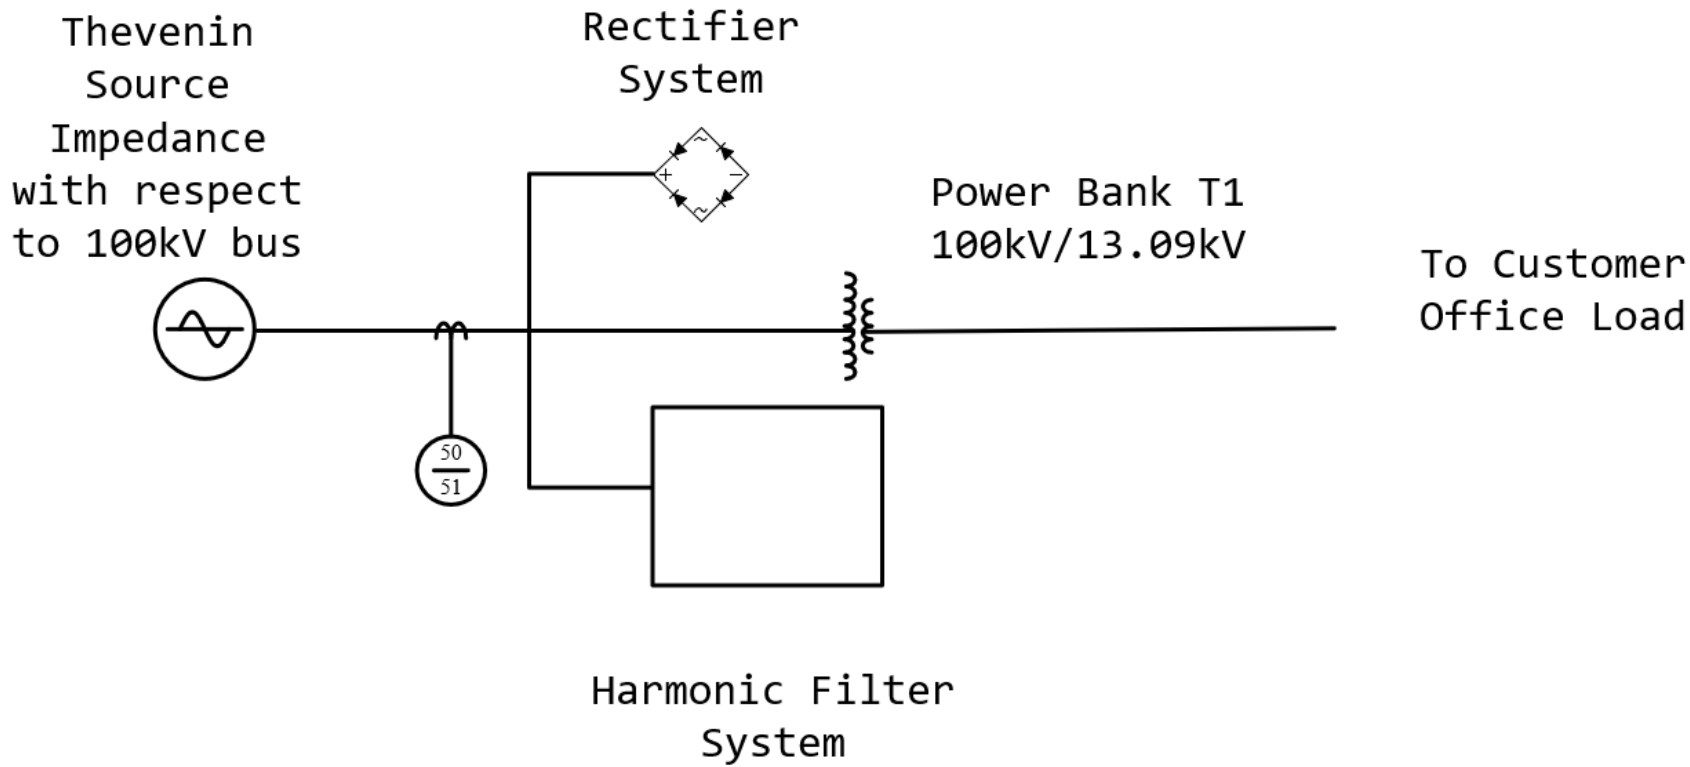 Thevenin
Source
Impedance
with respect
to 100kV bus
Rectifier
System
~
+
−
~
Power Bank T1
100kV/13.09kV
To Customer
Office Load
50
51
Harmonic Filter
System